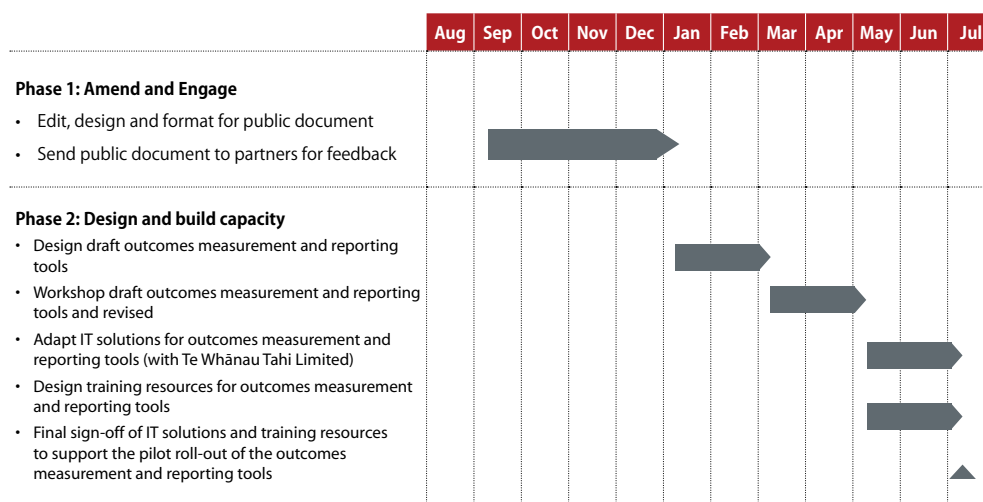 Aug Sep Oct Nov Dec Jan Feb Mar Apr May Jun Jul
Phase 1: Amend and Engage
• Edit, design and format for public document
• Send public document to partners for feedback
Phase 2: Design and build capacity
• Design draft outcomes measurement and reporting
tools
• Workshop draft outcomes measurement and reporting
tools and revised
• Adapt IT solutions for outcomes measurement and
reporting tools (with Te Whānau Tahi Limited)
• Design training resources for outcomes measurement
and reporting tools
• Final sign-off of IT solutions and training resources
to support the pilot roll-out of the outcomes
measurement and reporting tools